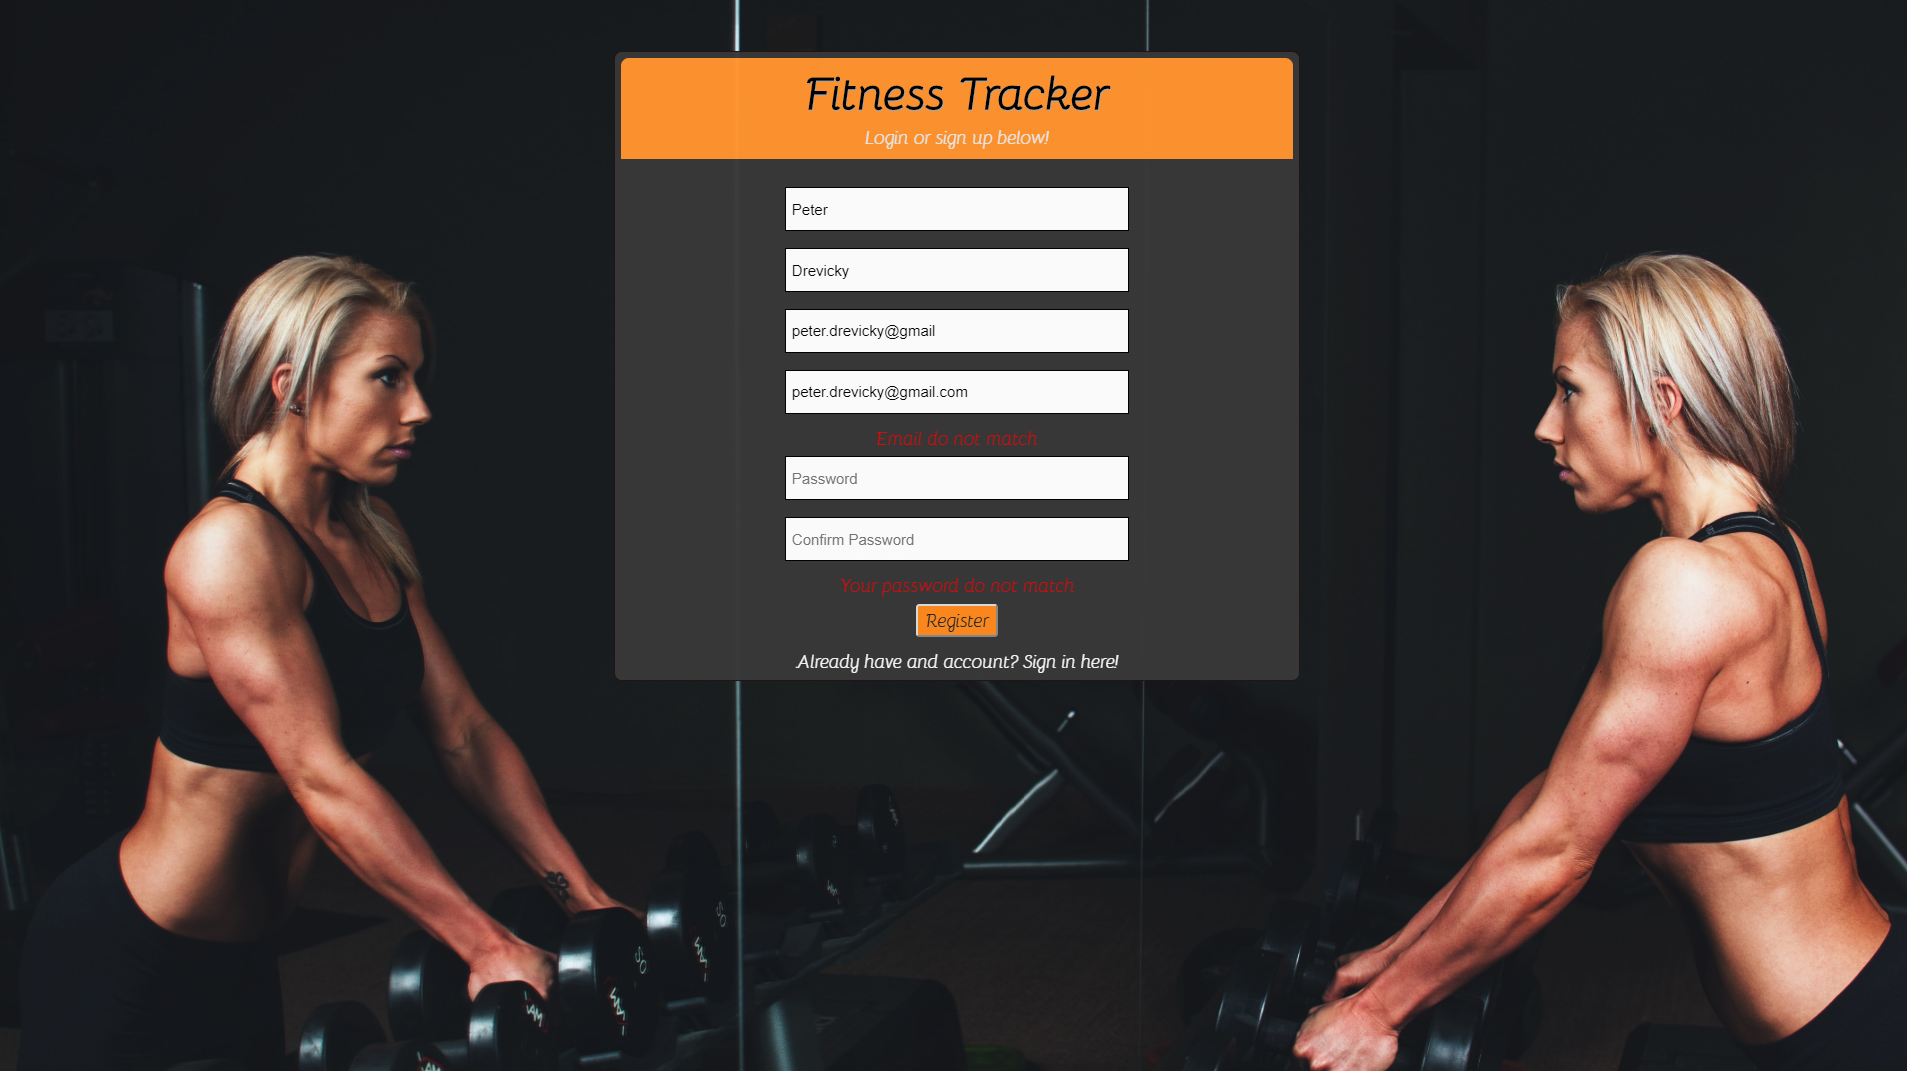 Fitness Tracker
Login or sign up below!
Peter
Drevicky
peter.drevicky@gmail
peter.drevicky@gmail.com
Email do not match
Password
Confirm Password
Your password do not match
Register
Already have and account? Sign in here!